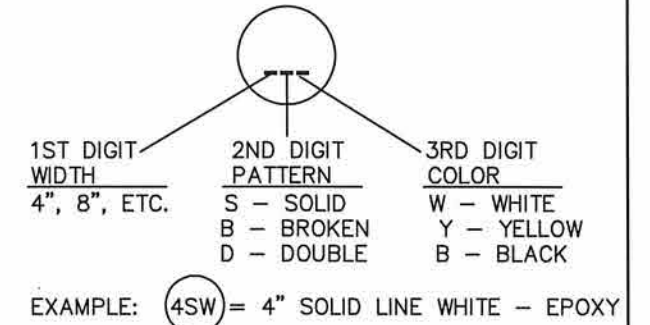 1ST DIGIT 2ND DIGIT 3RD DIGIT
WIDTH PATTERN COLOR
4", 8", ETC. S – SOLID W – WHITE
B – BROKEN Y – YELLOW
D – DOUBLE B – BLACK
EXAMPLE: 4SW = 4" SOLID LINE WHITE – EPOXY